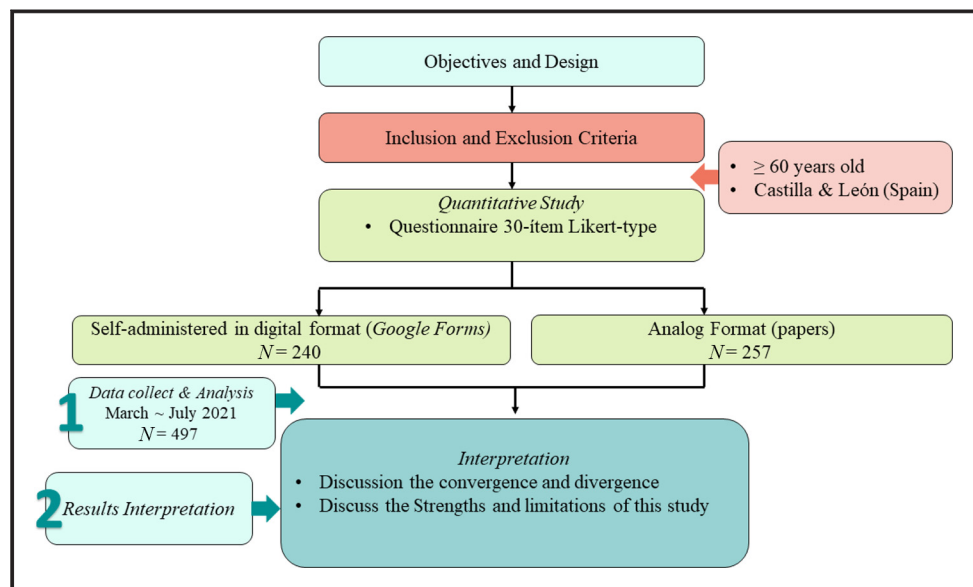 Objectives and Design
Inclusion and Exclusion Criteria
• ≥ 60 years old
• Castilla & León (Spain)
Quantitative Study
• Questionnaire 30-ítem Likert-type
Self-administered in digital format (Google Forms)
N = 240
Analog Format (papers)
N = 257
1
Data collect & Analysis
March ~ July 2021
N = 497
Interpretation
• Discussion the convergence and divergence
• Discuss the Strengths and limitations of this study
2
Results Interpretation